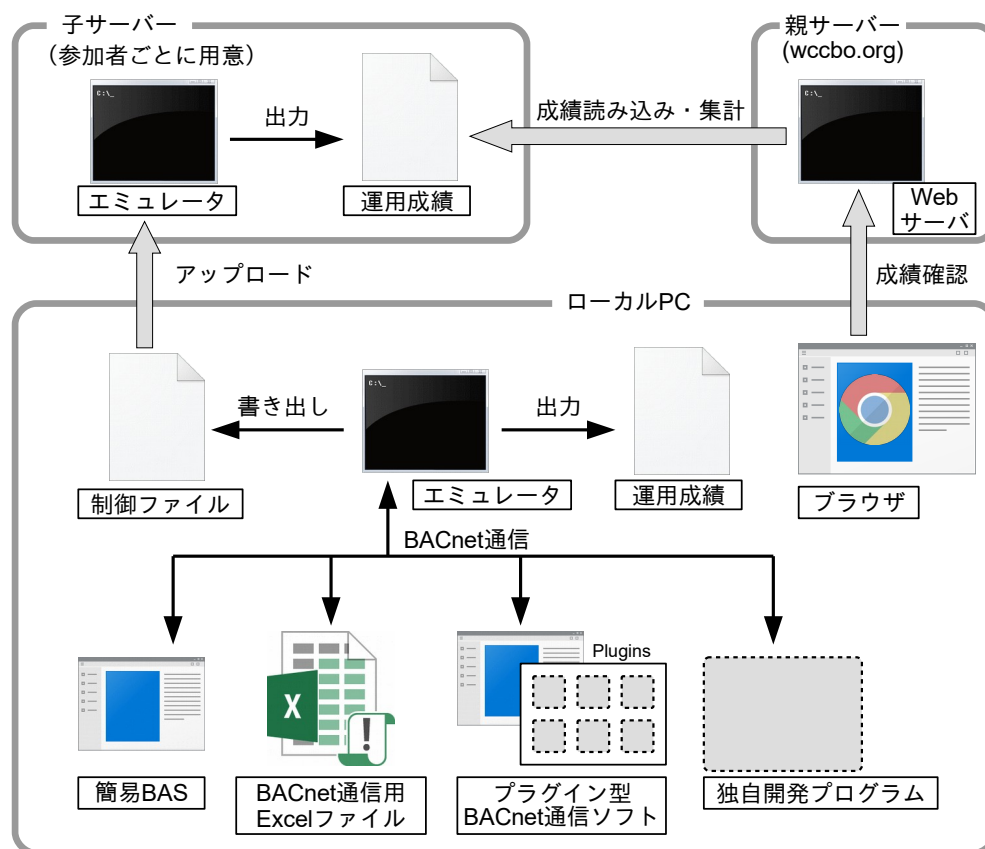 子サーバー
（参加者ごとに用意）
C:\_
出力
エミュレータ
運用成績
成績読み込み・集計
親サーバー
(wccbo.org)
C:\_
Web
サーバ
アップロード
成績確認
ローカルPC
書き出し
C:\_
出力
制御ファイル
エミュレータ
運用成績
ブラウザ
BACnet通信
Plugins
X
!
簡易BAS
BACnet通信用
Excelファイル
プラグイン型
BACnet通信ソフト
独自開発プログラム